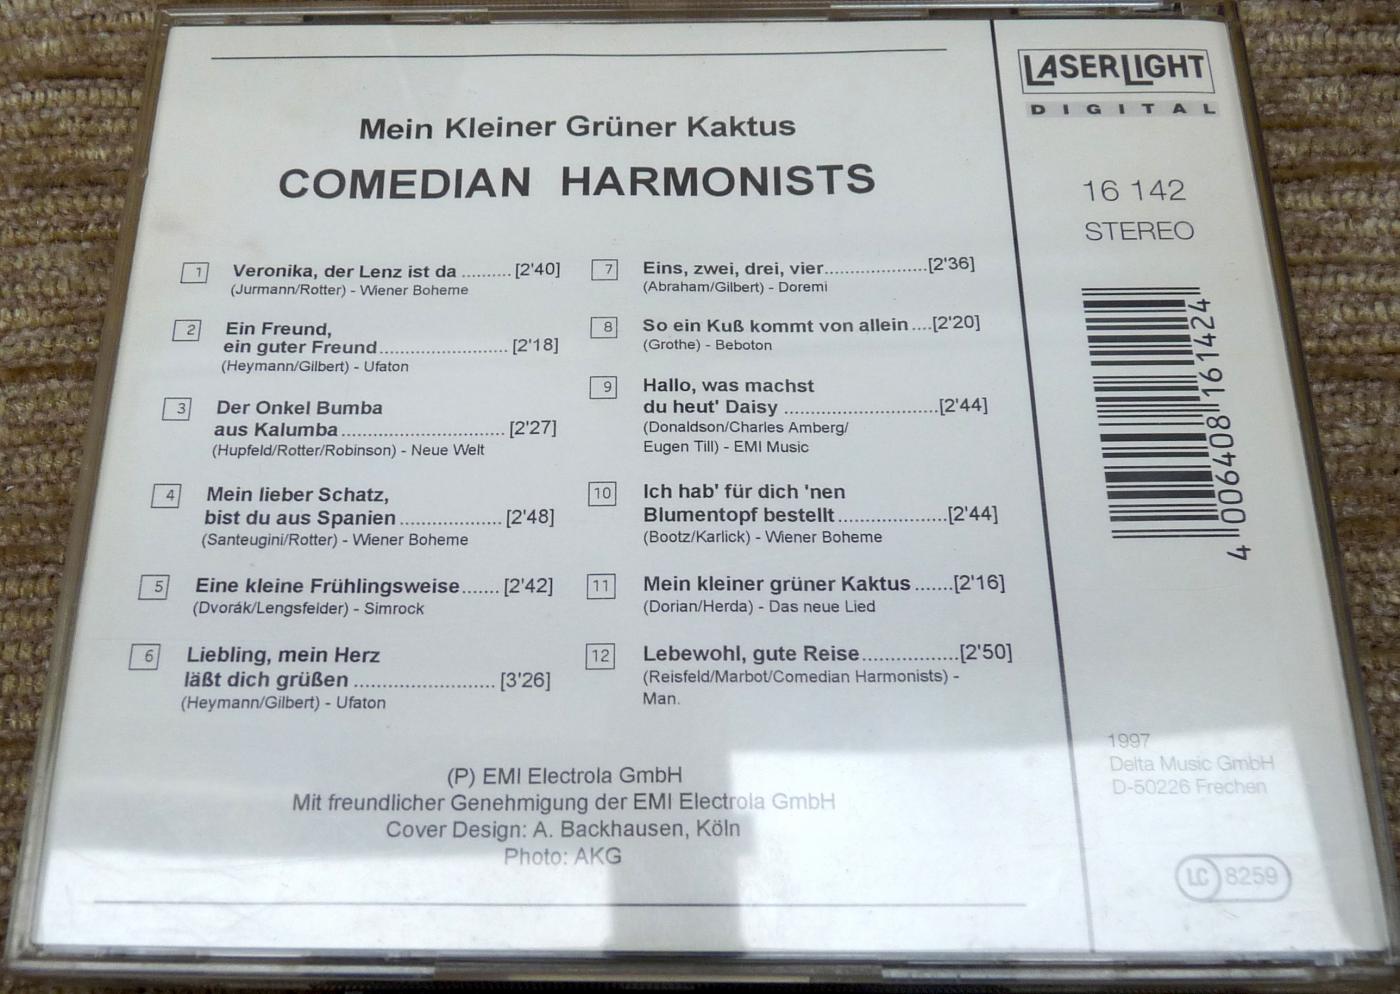 Mein Kleiner Grüner Kaktus
COMEDIAN HARMONISTS
1 Veronika, der Lenz ist da .......... [2'40]
(Jurmann/Rotter) - Wiener Boheme
2 Ein Freund,
ein guter Freund .......................... [2'18]
(Heymann/Gilbert) - Ufaton
3 Der Onkel Bumba
aus Kalumba ................................. [2'27]
(Hupfeld/Rotter/Robinson) - Neue Welt
4 Mein lieber Schatz,
bist du aus Spanien .................... [2'48]
(Santeugini/Rotter) - Wiener Boheme
5 Eine kleine Frühlingsweise ....... [2'42]
(Dvorák/Lengsfelder) - Simrock
6 Liebling, mein Herz
läßt dich grüßen ........................... [3'26]
(Heymann/Gilbert) - Ufaton
7 Eins, zwei, drei, vier .................... [2'36]
(Abraham/Gilbert) - Doremi
8 So ein Kuß kommt von allein .... [2'20]
(Grothe) - Beboton
9 Hallo, was machst
du heut' Daisy .............................. [2'44]
(Donaldson/Charles Amberg/
Eugen Till) - EMI Music
10 Ich hab' für dich 'nen
Blumentopf bestellt ..................... [2'44]
(Bootz/Karlick) - Wiener Boheme
11 Mein kleiner grüner Kaktus ....... [2'16]
(Dorian/Herda) - Das neue Lied
12 Lebewohl, gute Reise .................. [2'50]
(Reisfeld/Marbot/Comedian Harmonists) -
Man.
(P) EMI Electrola GmbH
Mit freundlicher Genehmigung der EMI Electrola GmbH
Cover Design: A. Backhausen, Köln
Photo: AKG
LASERLIGHT
DIGITAL
16 142
STEREO
4 006408 161424
1997
Delta Music GmbH
D-50226 Frechen
LC 8259